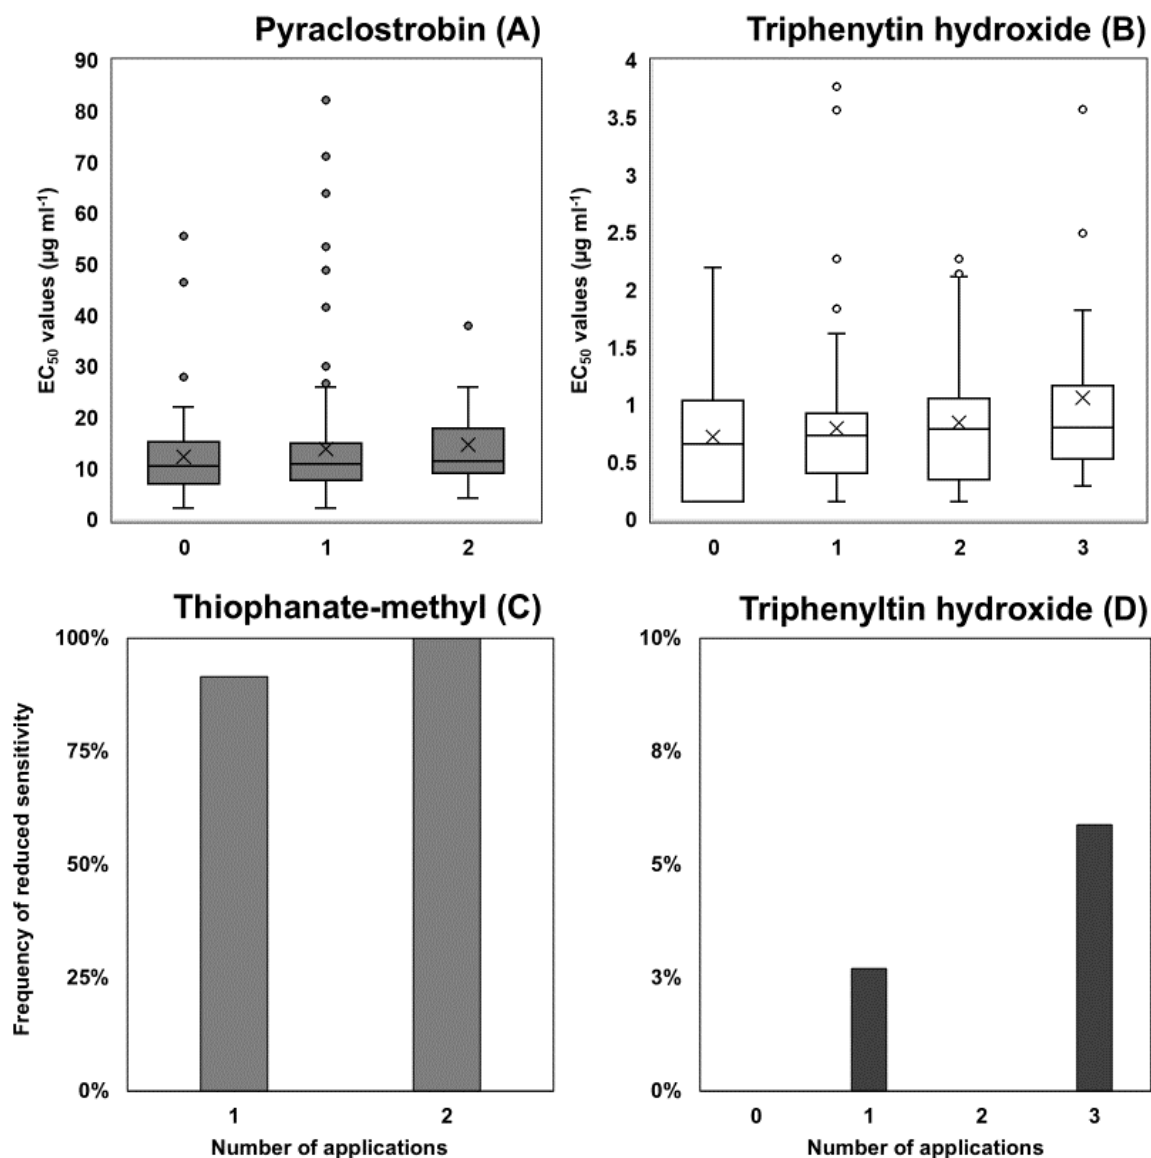 Pyraclostrobin (A)
EC50 values (µg ml-1)
90
80
70
60
50
40
30
20
10
0
0 1 2
Triphenytin hydroxide (B)
EC50 values (µg ml-1)
4
3.5
3
2.5
2
1.5
1
0.5
0
0 1 2 3
Thiophanate-methyl (C)
Frequency of reduced sensitivity
100%
75%
50%
25%
0%
1 2
Number of applications
Triphenyltin hydroxide (D)
10%
8%
5%
3%
0%
0 1 2 3
Number of applications